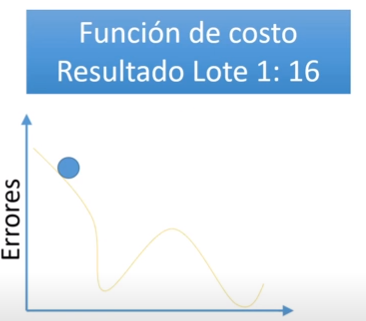 Función de costo
Resultado Lote 1: 16
Errores